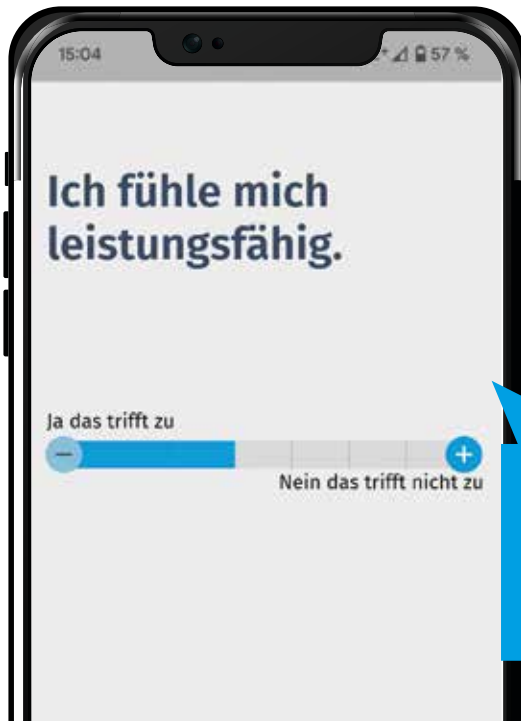 15:04
57 %
Ich fühle mich
leistungsfähig.
Ja das trifft zu
−
+
Nein das trifft nicht zu